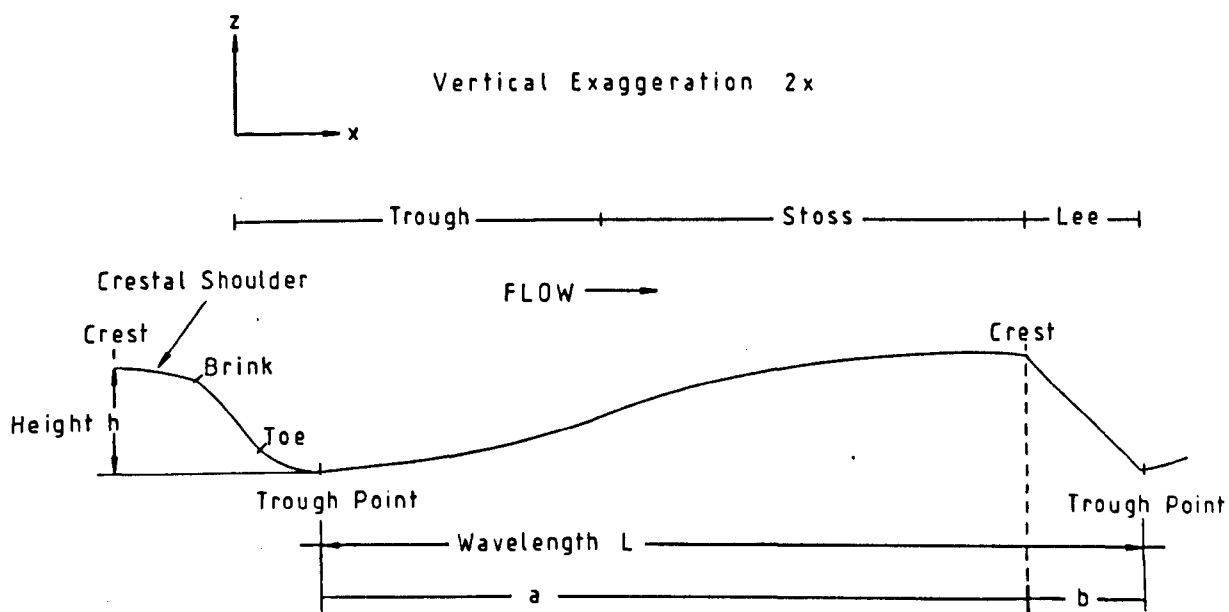 z
Vertical Exaggeration 2x
x
Trough Stoss Lee
Crestal Shoulder
FLOW
Crest Crest
Brink
Height h
Toe
Trough Point Trough Point
Wavelength L
a b